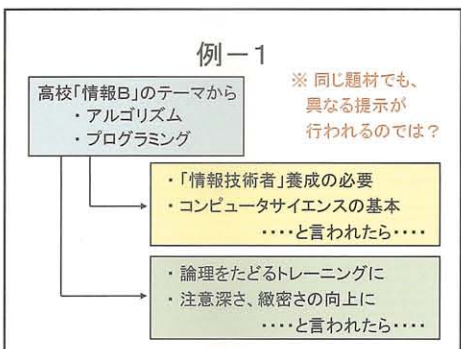 例－1
高校「情報B」のテーマから
・アルゴリズム
・プログラミング
※ 同じ題材でも、
異なる提示が
行われるのでは？
・「情報技術者」養成の必要
・コンピュータサイエンスの基本
・・・・と言われたら・・・・
・論理をたどるトレーニングに
・注意深さ、緻密さの向上に
・・・・と言われたら・・・・